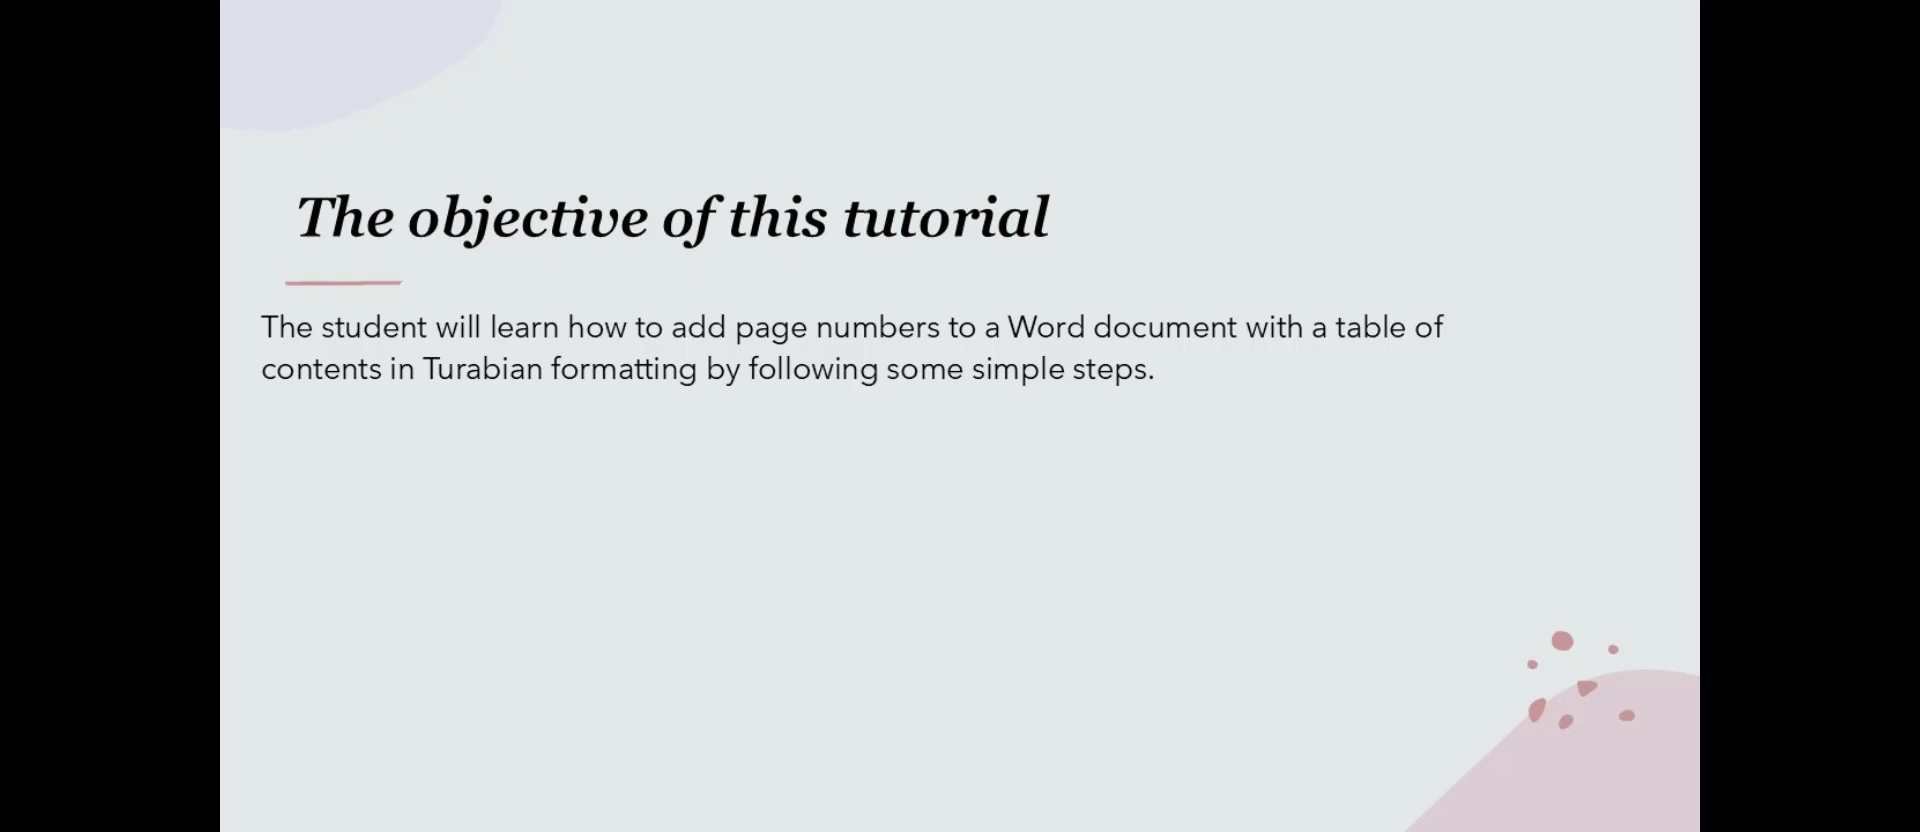 The objective of this tutorial
The student will learn how to add page numbers to a Word document with a table of
contents in Turabian formatting by following some simple steps.